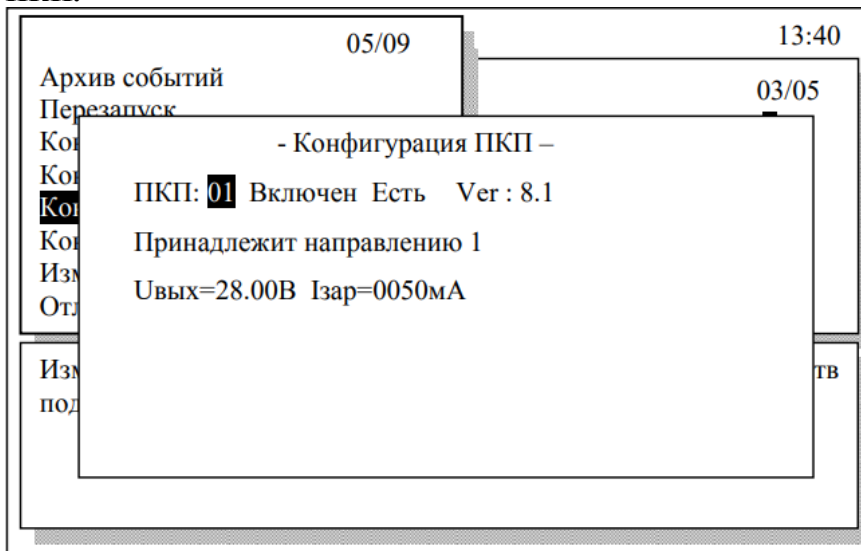 ПКП.
05/09
13:40
Архив событий
03/05
Перезапуск
- Конфигурация ПКП –
ПКП: 01 Включен Есть Ver : 8.1
Принадлежит направлению 1
Uвых=28.00В Iзар=0050мА